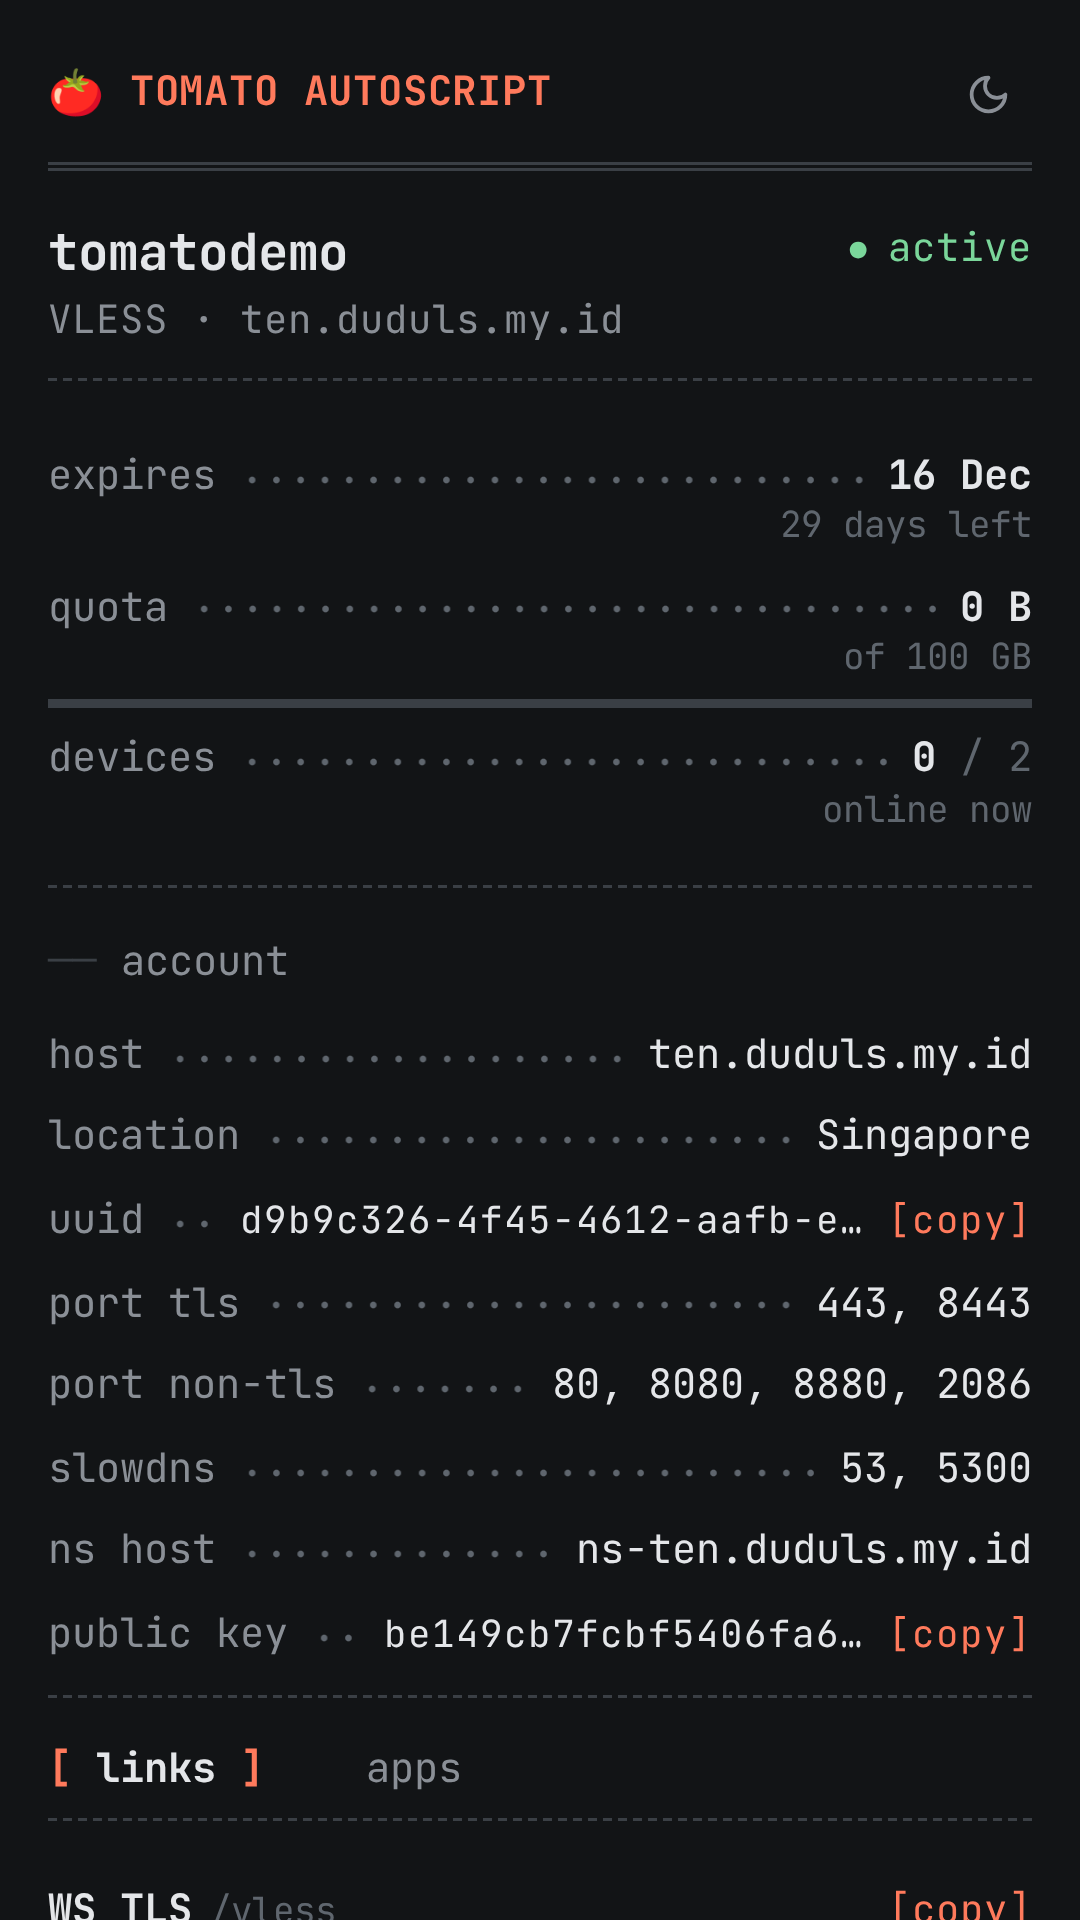 🍅 TOMATO AUTOSCRIPT
tomatodemo ● active
VLESS · ten.duduls.my.id
expires ·························· 16 Dec
29 days left
quota ······························· 0 B
of 100 GB
devices ··························· 0 / 2
online now
account
host ··················· ten.duduls.my.id
location ······················ Singapore
uuid ·· d9b9c326-4f45-4612-aafb-e… [copy]
port tls ······················ 443, 8443
port non-tls ······· 80, 8080, 8880, 2086
slowdns ························ 53, 5300
ns host ············· ns-ten.duduls.my.id
public key ·· be149cb7fcbf5406fa6… [copy]
[ links ] apps
WS TLS /vless [copy]